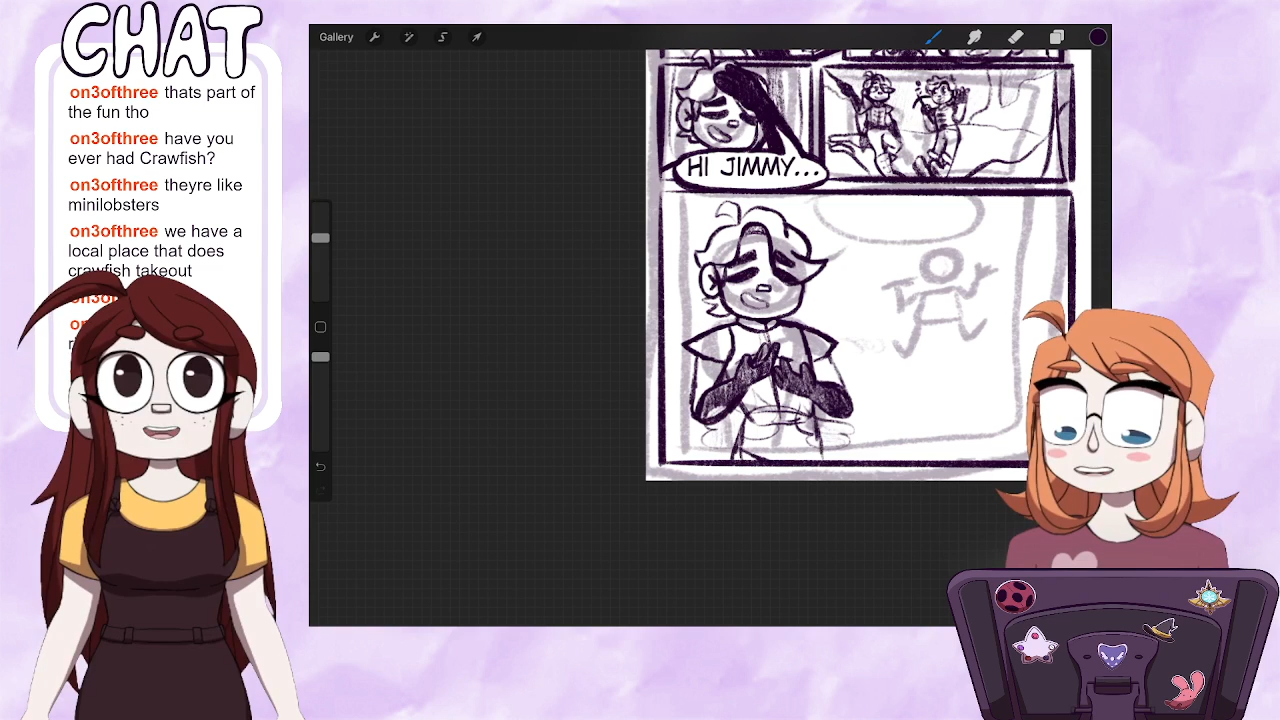 CHAT
on3ofthree thats part of
the fun tho
on3ofthree have you
ever had Crawfish?
on3ofthree theyre like
minilobsters
on3ofthree we have a
local place that does
crawfish takeout
Gallery
HI JIMMY...